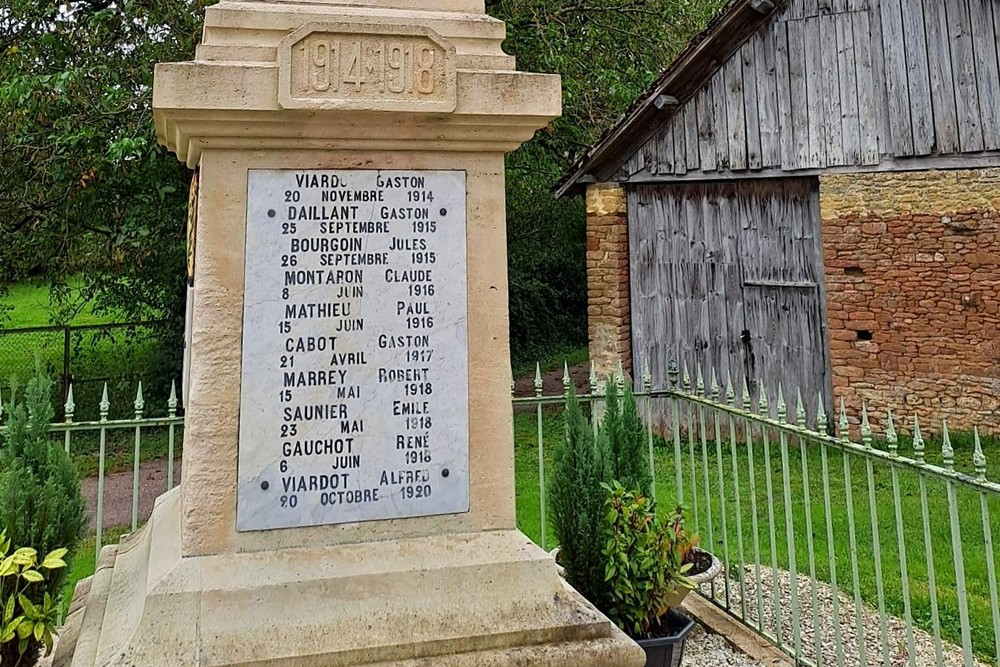 1914-1918
VIARDOT GASTON
20 NOVEMBRE 1914
DAILLANT GASTON
25 SEPTEMBRE 1915
BOURGOIN JULES
26 SEPTEMBRE 1915
MONTARON CLAUDE
8 JUIN 1916
MATHIEU PAUL
15 JUIN 1916
CABOT GASTON
21 AVRIL 1917
MARREY ROBERT
15 MAI 1918
SAUNIER EMILE
23 MAI 1918
GAUCHOT RENÉ
6 JUIN 1918
VIARDOT ALFRED
20 OCTOBRE 1920